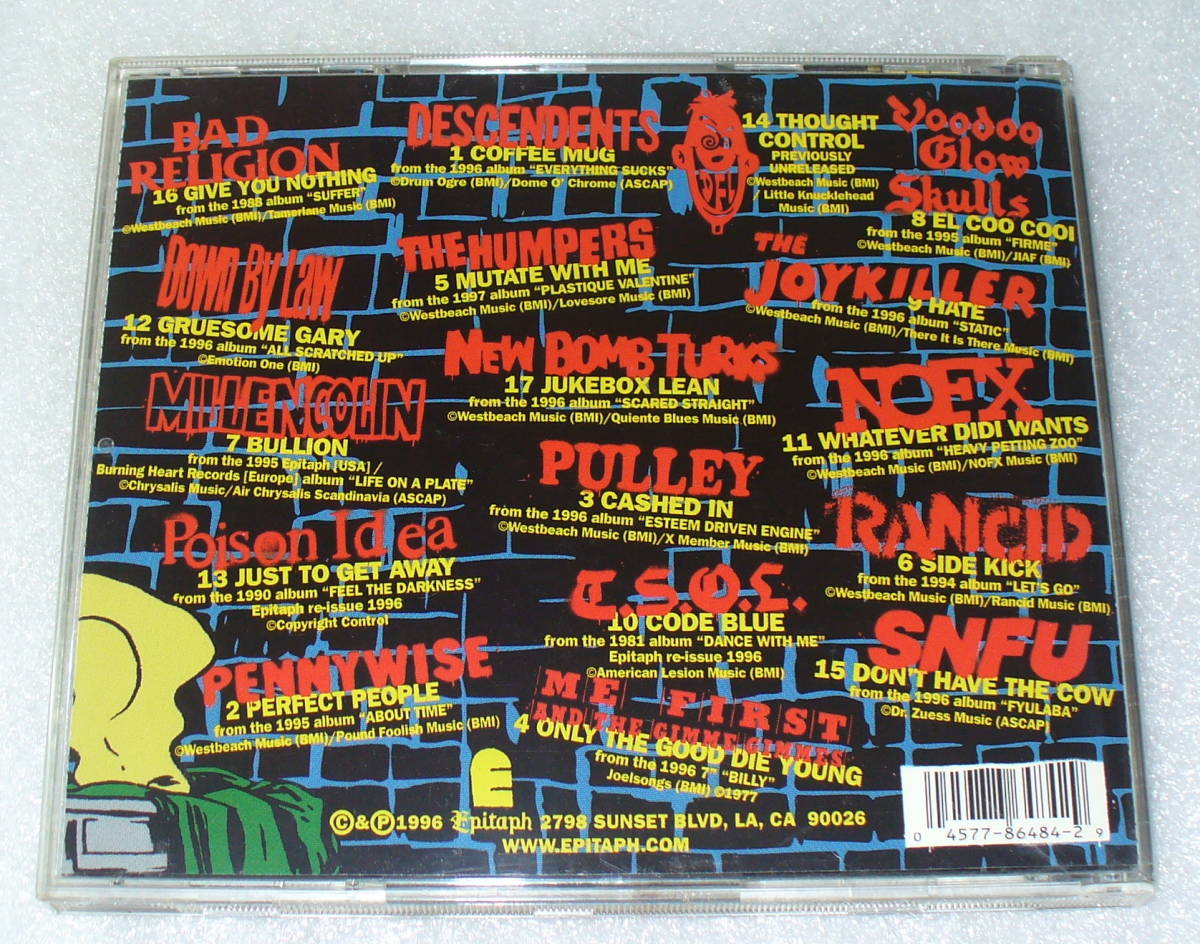 BAD
RELIGION
16 GIVE YOU NOTHING
from the 1988 album "SUFFER"
©Westbeach Music (BMI)/Tamerlane Music (BMI)
DOWN BY LAW
12 GRUESOME GARY
from the 1996 album "ALL SCRATCHED UP"
©Emotion One (BMI)
MILLENCOLIN
7 BULLION
from the 1995 Epitaph [USA] /
Burning Heart Records [Europe] album "LIFE ON A PLATE"
©Chrysalis Music/Air Chrysalis Scandinavia (ASCAP)
Poison Idea
13 JUST TO GET AWAY
from the 1990 album "FEEL THE DARKNESS"
Epitaph re-issue 1996
©Copyright Control
PENNYWISE
2 PERFECT PEOPLE
from the 1995 album "ABOUT TIME"
©Westbeach Music (BMI)/Pound Foolish Music (BMI)
DESCENDENTS
1 COFFEE MUG
from the 1996 album "EVERYTHING SUCKS"
©Drum Ogre (BMI)/Dome O' Chrome (ASCAP)
THE HUMPERS
5 MUTATE WITH ME
from the 1997 album "PLASTIQUE VALENTINE"
©Westbeach Music (BMI)/Lovesore Music (BMI)
NEW BOMB TURKS
17 JUKEBOX LEAN
from the 1996 album "SCARED STRAIGHT"
©Westbeach Music (BMI)/Quiente Blues Music (BMI)
PULLEY
3 CASHED IN
from the 1996 album "ESTEEM DRIVEN ENGINE"
©Westbeach Music (BMI)/X Member Music (BMI)
T.S.O.L.
10 CODE BLUE
from the 1981 album "DANCE WITH ME"
Epitaph re-issue 1996
©American Lesion Music (BMI)
ME FIRST
AND THE GIMME GIMMES
4 ONLY THE GOOD DIE YOUNG
from the 1996 7" "BILLY"
Joelsongs (BMI) ©1977
DFL
14 THOUGHT
CONTROL
PREVIOUSLY
UNRELEASED
©Westbeach Music (BMI)
/ Little Knucklehead
Music (BMI)
Voodoo
Glow
Skulls
8 EL COO COOI
from the 1995 album "FIRME"
©Westbeach Music (BMI)/JIAF (BMI)
THE
JOYKILLER
9 HATE
from the 1996 album "STATIC"
©Westbeach Music (BMI)/There It Is There Music (BMI)
NOFX
11 WHATEVER DIDI WANTS
from the 1996 album "HEAVY PETTING ZOO"
©Westbeach Music (BMI)/NOFX Music (BMI)
RANCID
6 SIDE KICK
from the 1994 album "LET'S GO"
©Westbeach Music (BMI)/Rancid Music (BMI)
SNFU
15 DON'T HAVE THE COW
from the 1996 album "FYULABA"
©Dr. Zuess Music (ASCAP)
E
©&℗1996 Epitaph 2798 SUNSET BLVD, LA, CA 90026
WWW.EPITAPH.COM
0 45778-6484-2 9